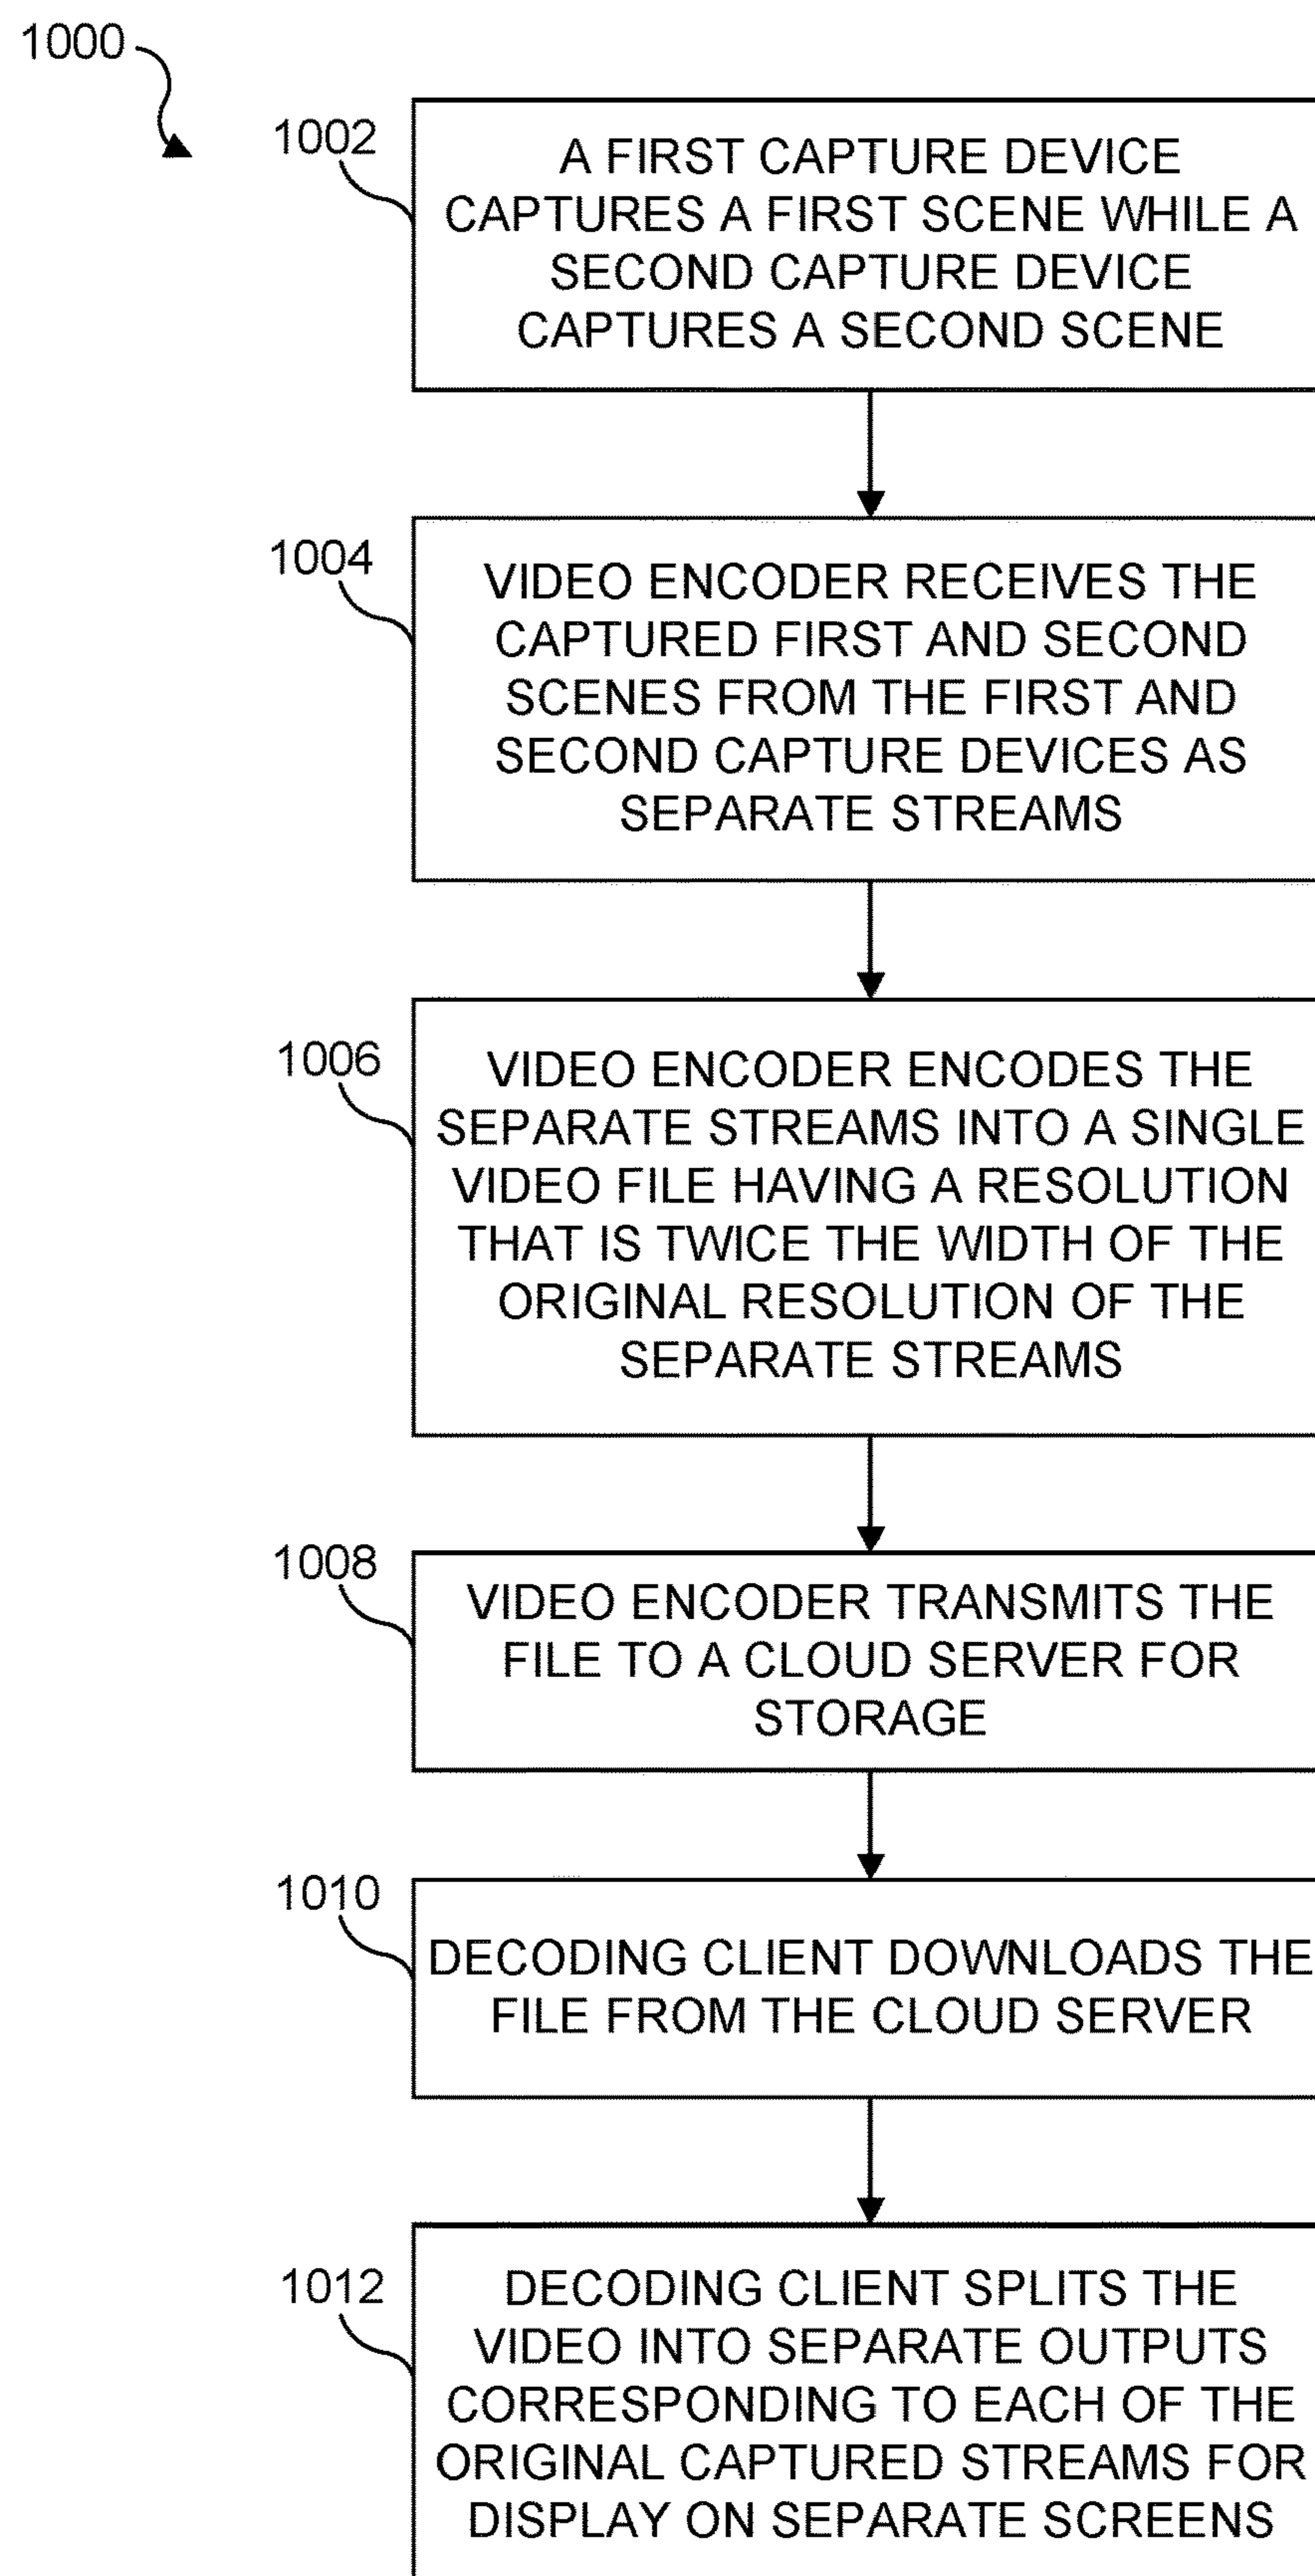 1000
1002
A FIRST CAPTURE DEVICE
CAPTURES A FIRST SCENE WHILE A
SECOND CAPTURE DEVICE
CAPTURES A SECOND SCENE
1004
VIDEO ENCODER RECEIVES THE
CAPTURED FIRST AND SECOND
SCENES FROM THE FIRST AND
SECOND CAPTURE DEVICES AS
SEPARATE STREAMS
1006
VIDEO ENCODER ENCODES THE
SEPARATE STREAMS INTO A SINGLE
VIDEO FILE HAVING A RESOLUTION
THAT IS TWICE THE WIDTH OF THE
ORIGINAL RESOLUTION OF THE
SEPARATE STREAMS
1008
VIDEO ENCODER TRANSMITS THE
FILE TO A CLOUD SERVER FOR
STORAGE
1010
DECODING CLIENT DOWNLOADS THE
FILE FROM THE CLOUD SERVER
1012
DECODING CLIENT SPLITS THE
VIDEO INTO SEPARATE OUTPUTS
CORRESPONDING TO EACH OF THE
ORIGINAL CAPTURED STREAMS FOR
DISPLAY ON SEPARATE SCREENS